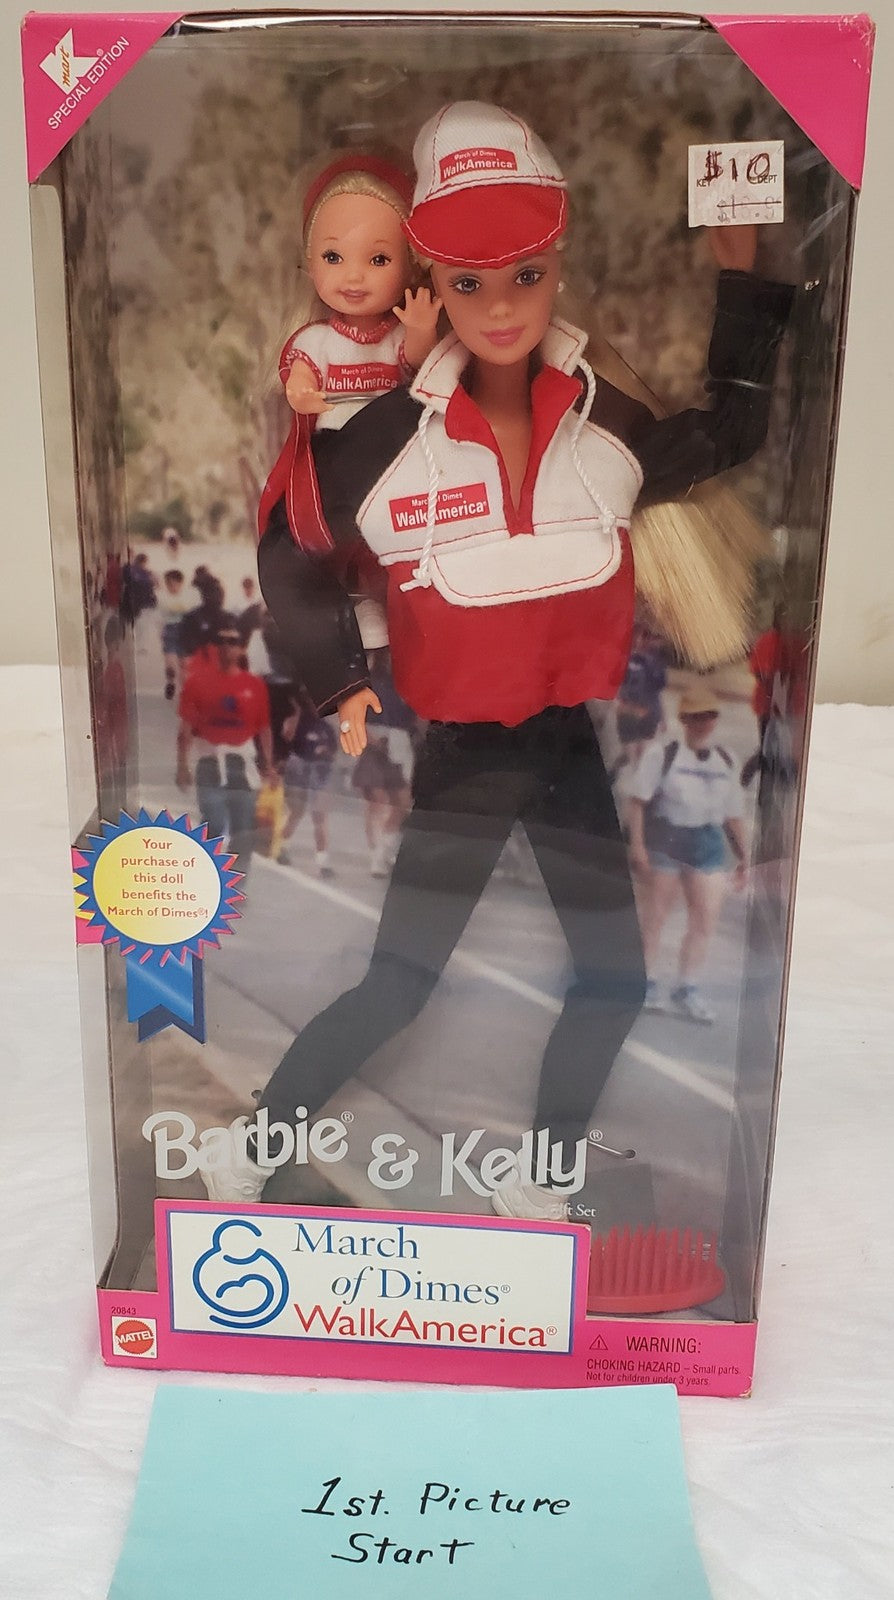 Kmart®
SPECIAL EDITION
$10
KEY DEPT
March of Dimes
WalkAmerica
March of Dimes
WalkAmerica
March of Dimes
WalkAmerica®
Your
purchase of
this doll
benefits the
March of Dimes®!
Barbie® & Kelly®
Set
March
of Dimes®
WalkAmerica®
20843
MATTEL
WARNING:
CHOKING HAZARD – Small parts.
Not for children under 3 years.
1st. Picture
Start